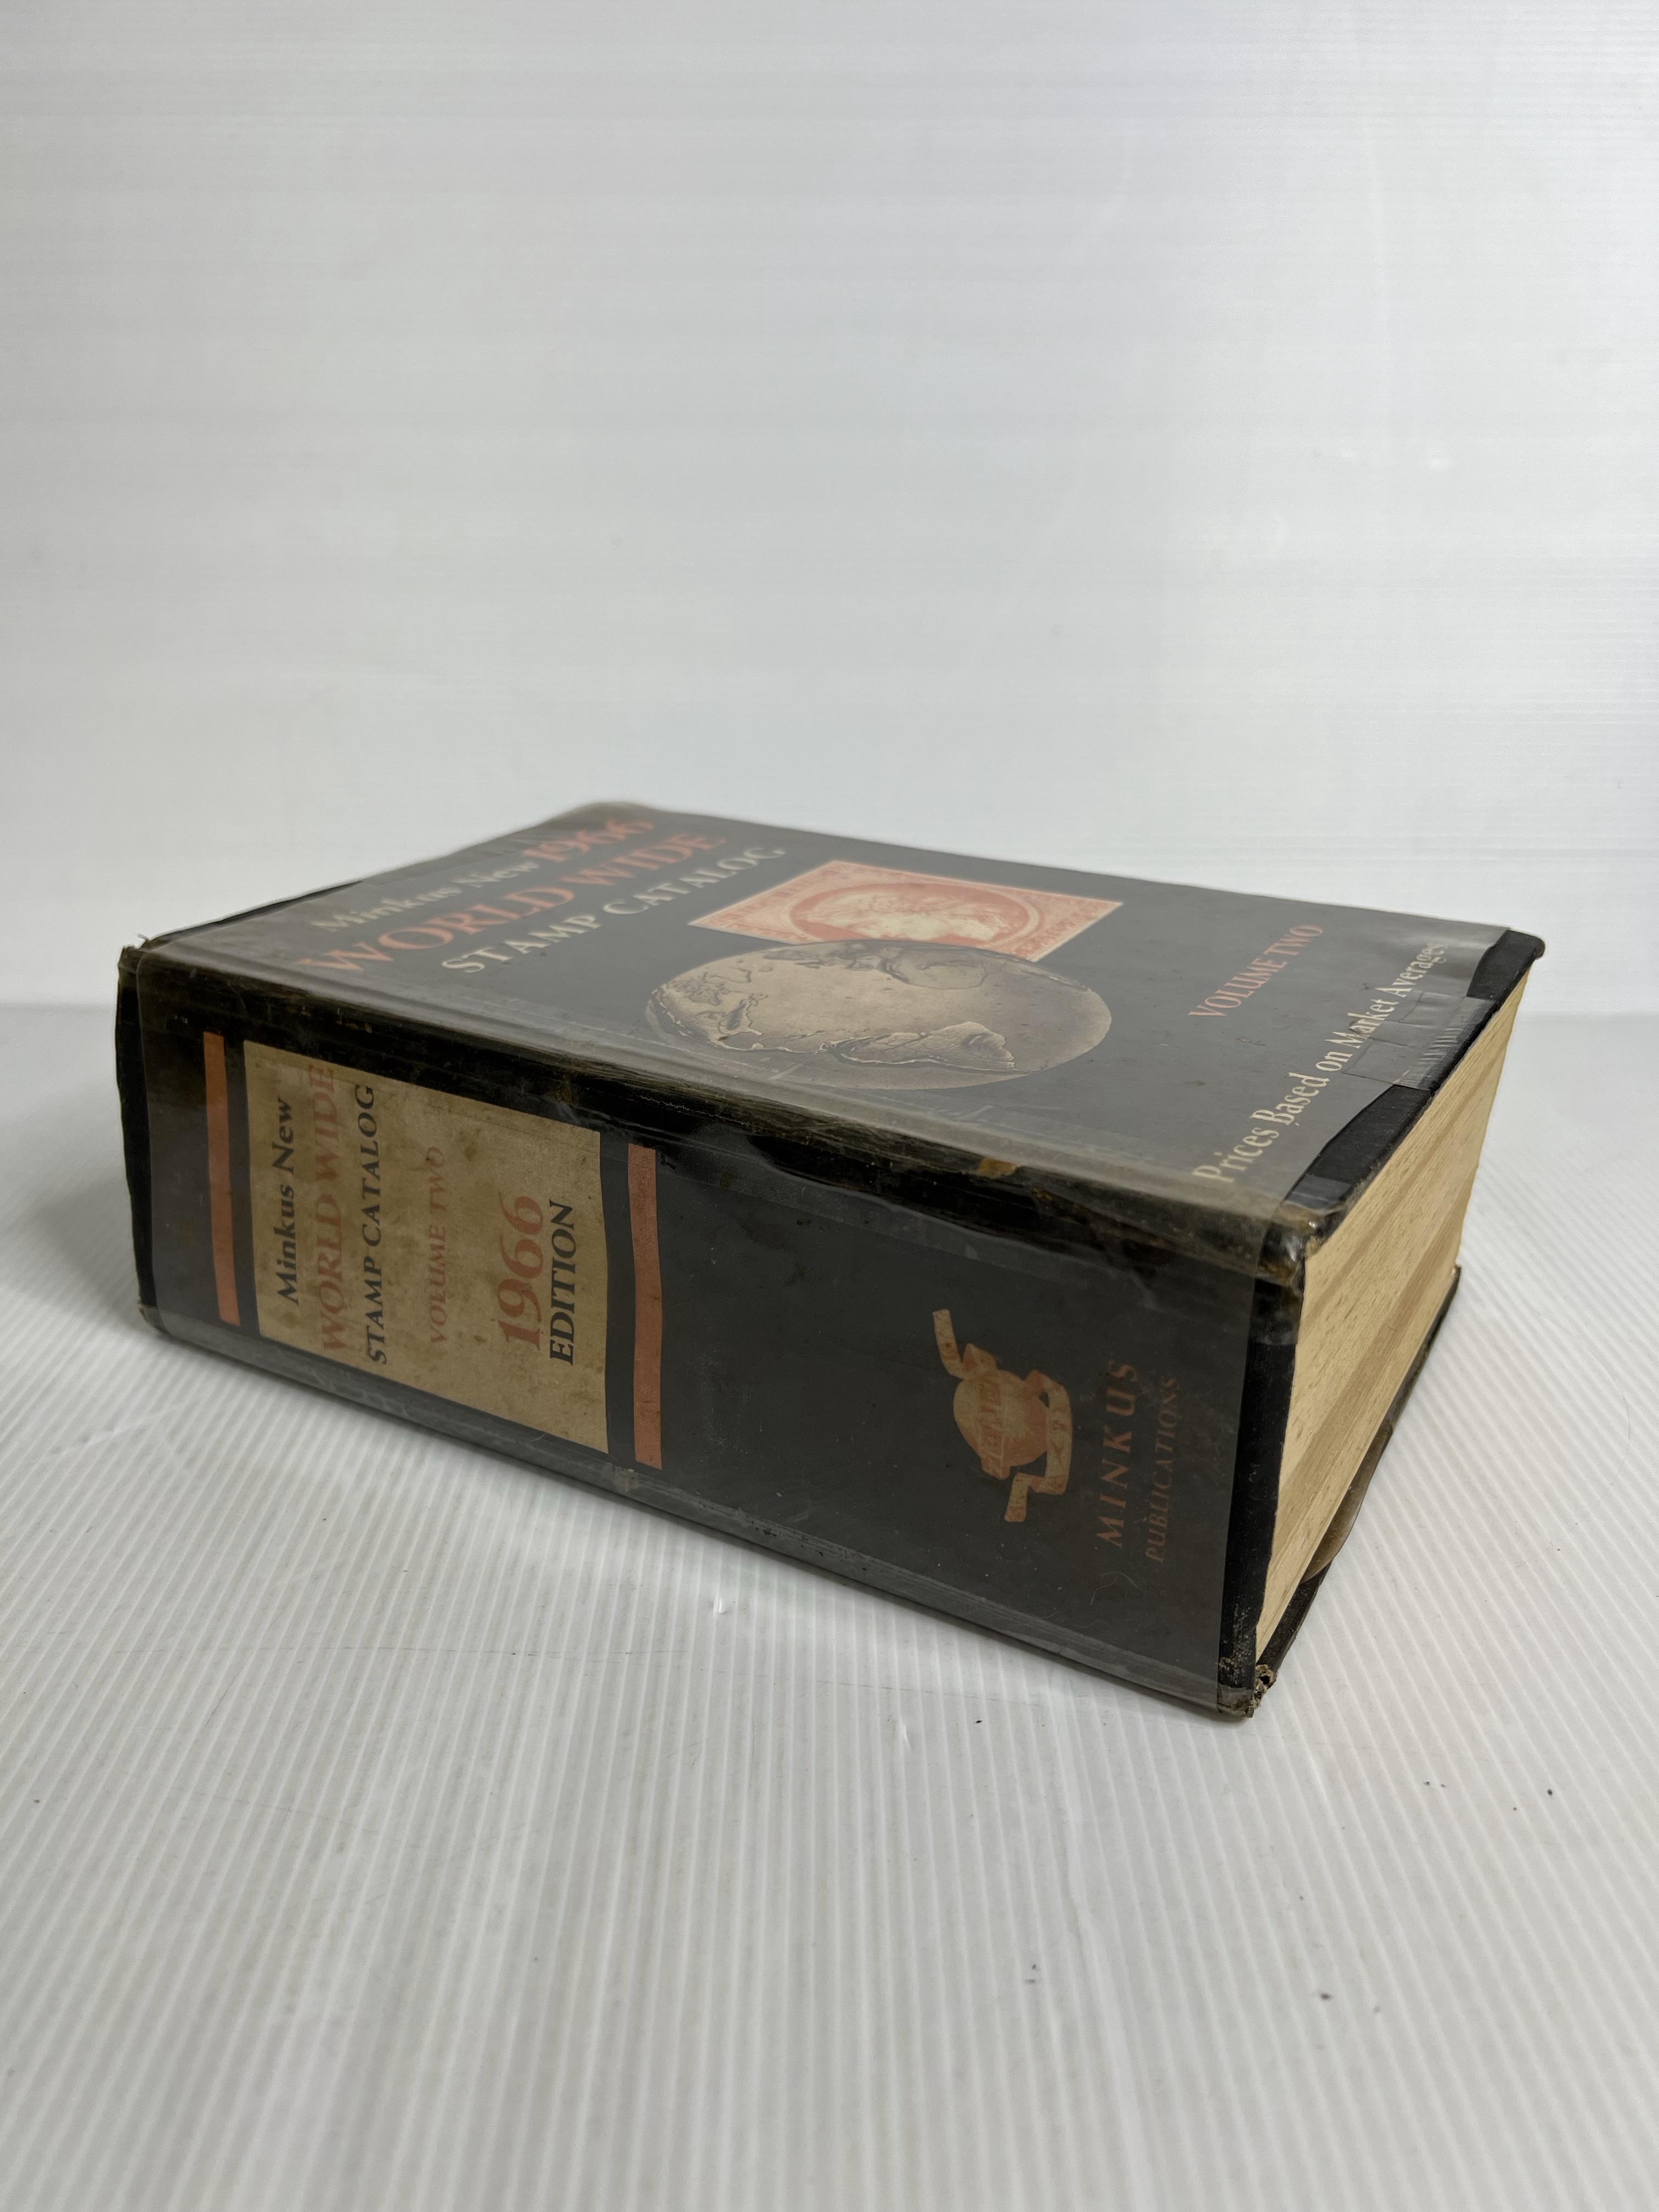 Minkus New 1966
WORLD WIDE
STAMP CATALOG
VOLUME TWO
Prices Based on Market Averages
Minkus New
WORLD WIDE
STAMP CATALOG
VOLUME TWO
1966
EDITION
MINKUS
PUBLICATIONS